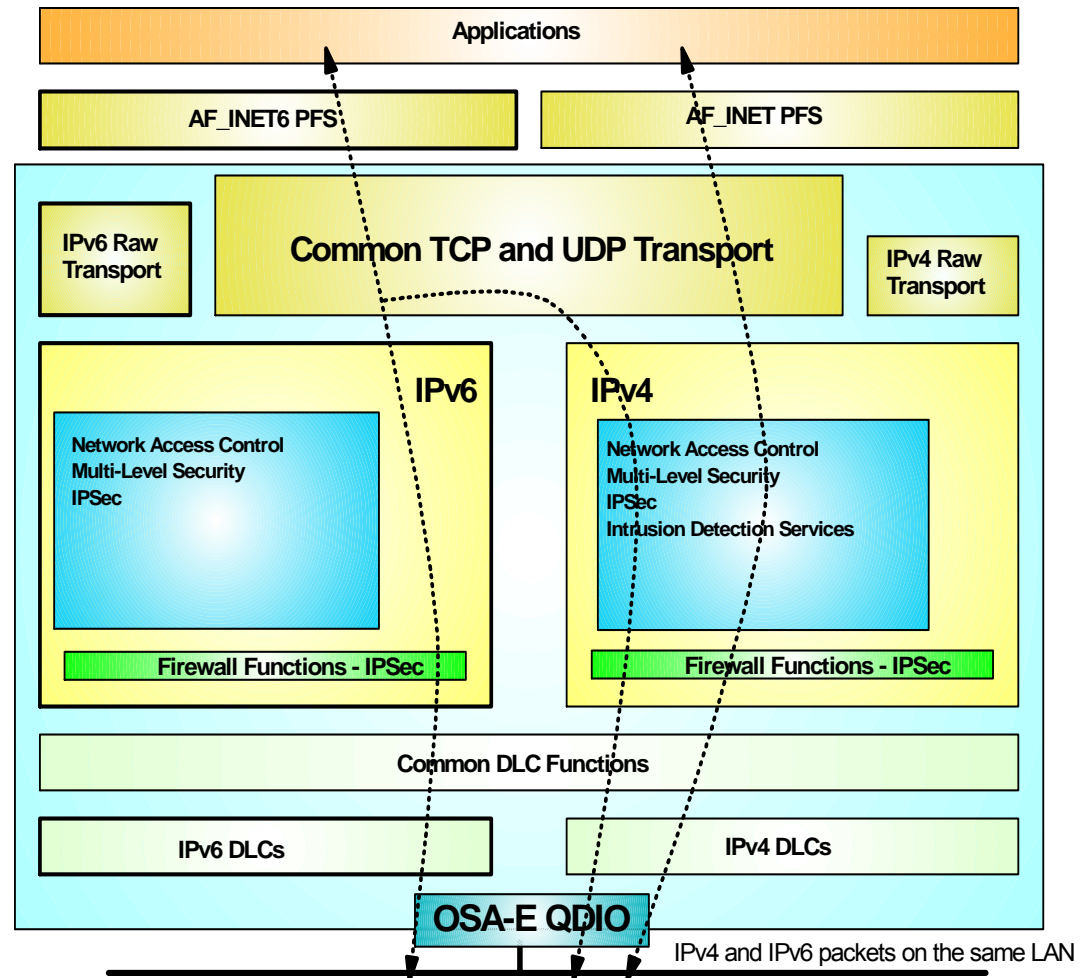 Applications
AF_INET6 PFS
AF_INET PFS
IPv6 Raw
Transport
Common TCP and UDP Transport
IPv4 Raw
Transport
IPv6
Network Access Control
Multi-Level Security
IPSec
Firewall Functions - IPSec
IPv4
Network Access Control
Multi-Level Security
IPSec
Intrusion Detection Services
Firewall Functions - IPSec
Common DLC Functions
IPv6 DLCs
IPv4 DLCs
OSA-E QDIO
IPv4 and IPv6 packets on the same LAN